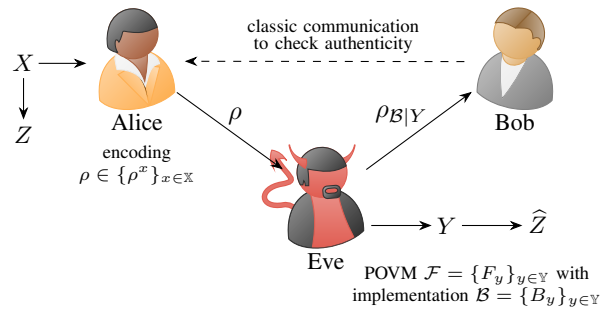 classic communication
to check authenticity
X
Z
Alice
encoding
ρ ∈ {ρ^x}_{x∈𝕏}
ρ
ρ_{ℬ|Y}
Bob
Eve
Y
Ẑ
POVM ℱ = {F_y}_{y∈𝕐} with
implementation ℬ = {B_y}_{y∈𝕐}